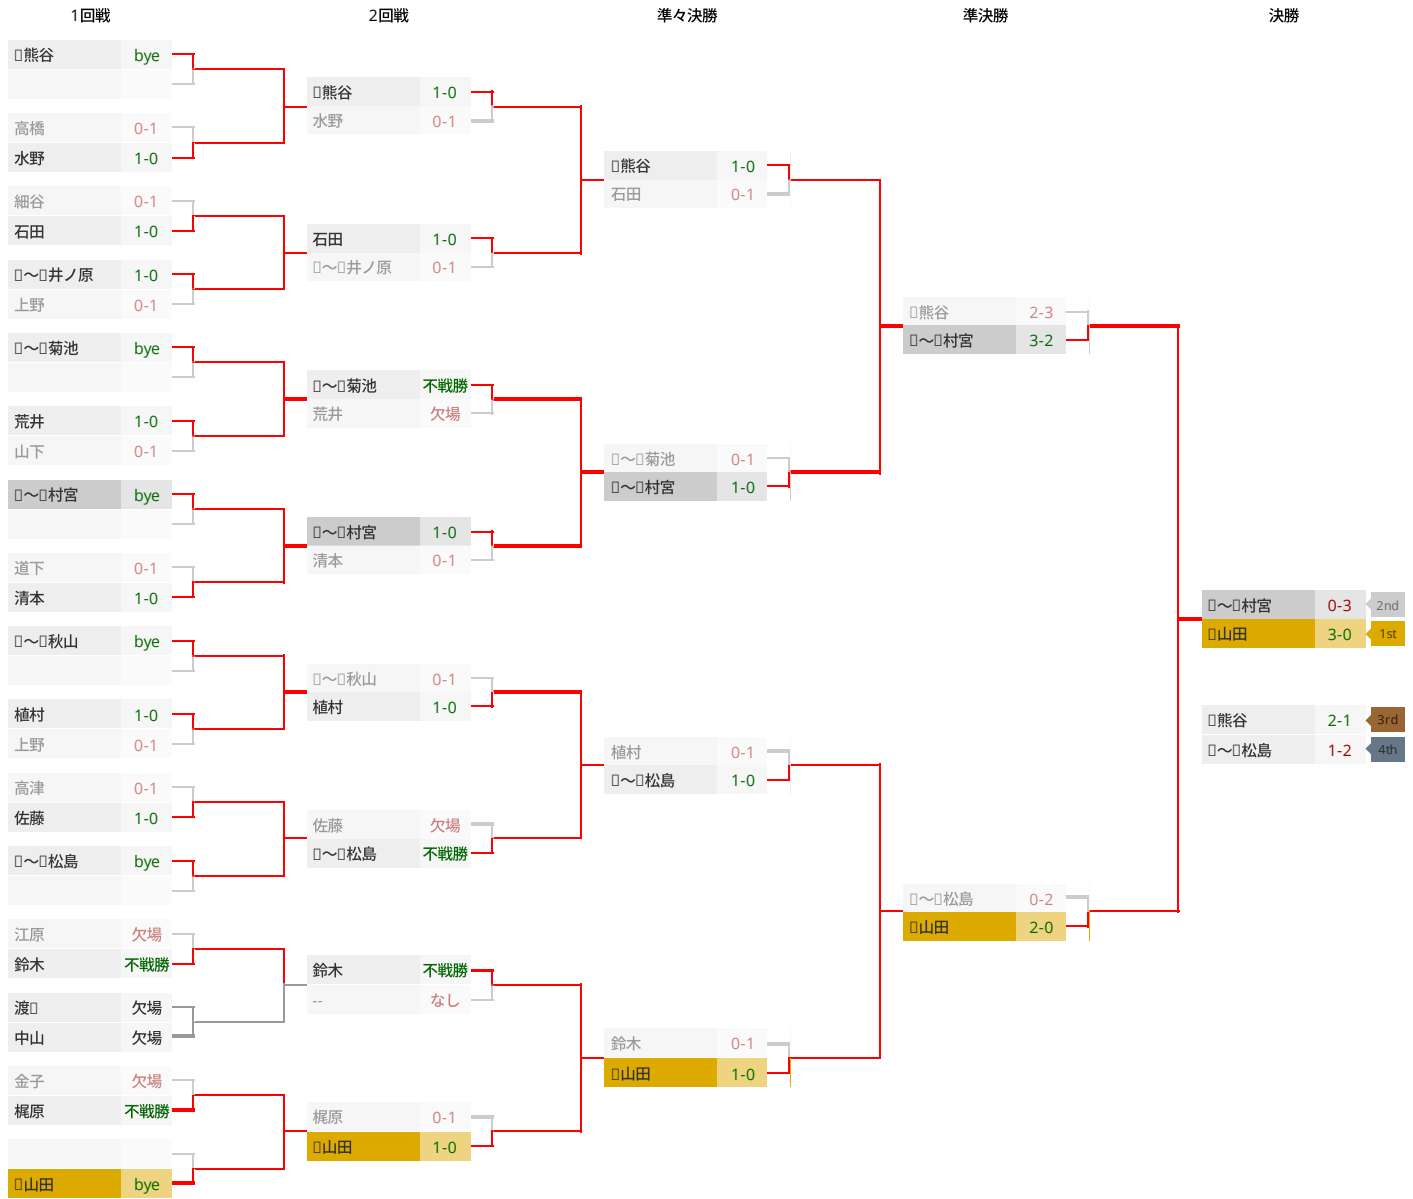 1回戦 2回戦 準々決勝 準決勝 決勝
熊谷 bye
高橋 0-1
水野 1-0
細谷 0-1
石田 1-0
〜井ノ原 1-0
上野 0-1
〜菊池 bye
荒井 1-0
山下 0-1
〜村宮 bye
道下 0-1
清本 1-0
〜秋山 bye
植村 1-0
上野 0-1
高津 0-1
佐藤 1-0
〜松島 bye
江原 欠場
鈴木 不戦勝
渡 欠場
中山 欠場
金子 欠場
梶原 不戦勝
山田 bye
熊谷 1-0
水野 0-1
石田 1-0
〜井ノ原 0-1
〜菊池 不戦勝
荒井 欠場
〜村宮 1-0
清本 0-1
〜秋山 0-1
植村 1-0
佐藤 欠場
〜松島 不戦勝
鈴木 不戦勝
-- なし
梶原 0-1
山田 1-0
熊谷 1-0
石田 0-1
〜菊池 0-1
〜村宮 1-0
植村 0-1
〜松島 1-0
鈴木 0-1
山田 1-0
熊谷 2-3
〜村宮 3-2
〜松島 0-2
山田 2-0
〜村宮 0-3 2nd
山田 3-0 1st
熊谷 2-1 3rd
〜松島 1-2 4th